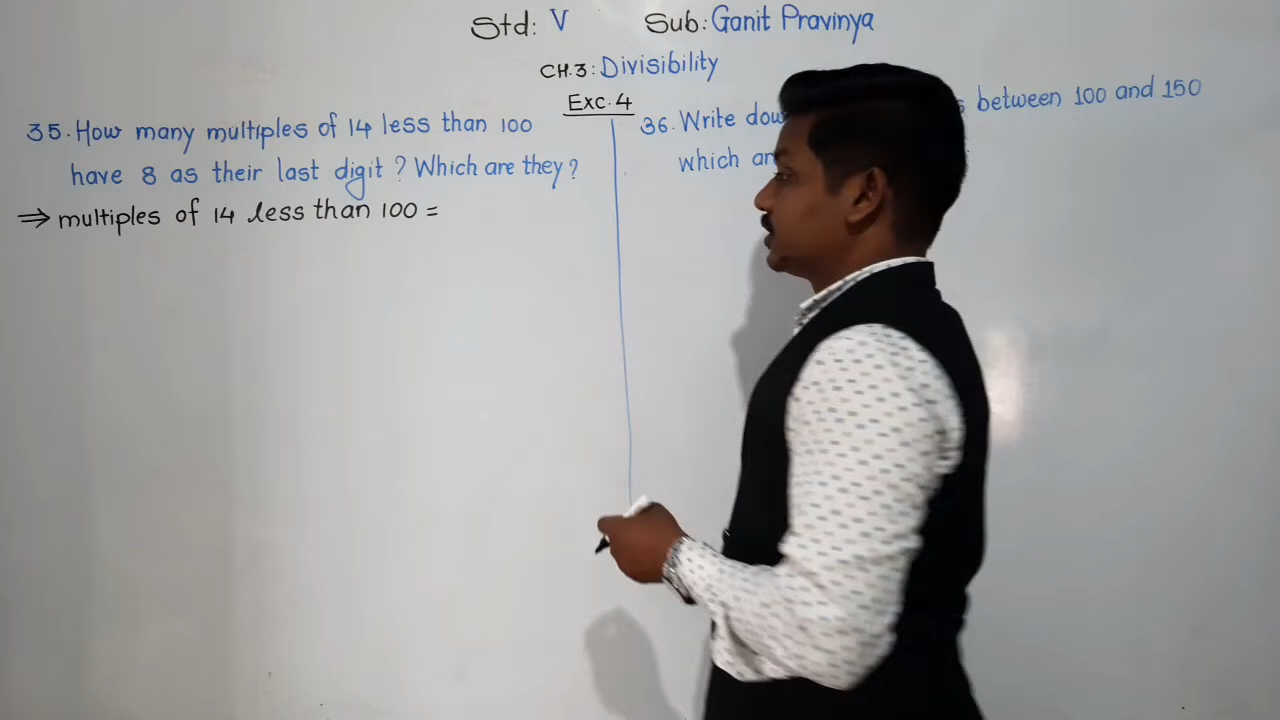 Std: V Sub: Ganit Pravinya
CH.3: Divisibility
Exc. 4
35. How many multiples of 14 less than 100
have 8 as their last digit? Which are they?
⇒ multiples of 14 less than 100 =
36. Write between 100 and 150
which